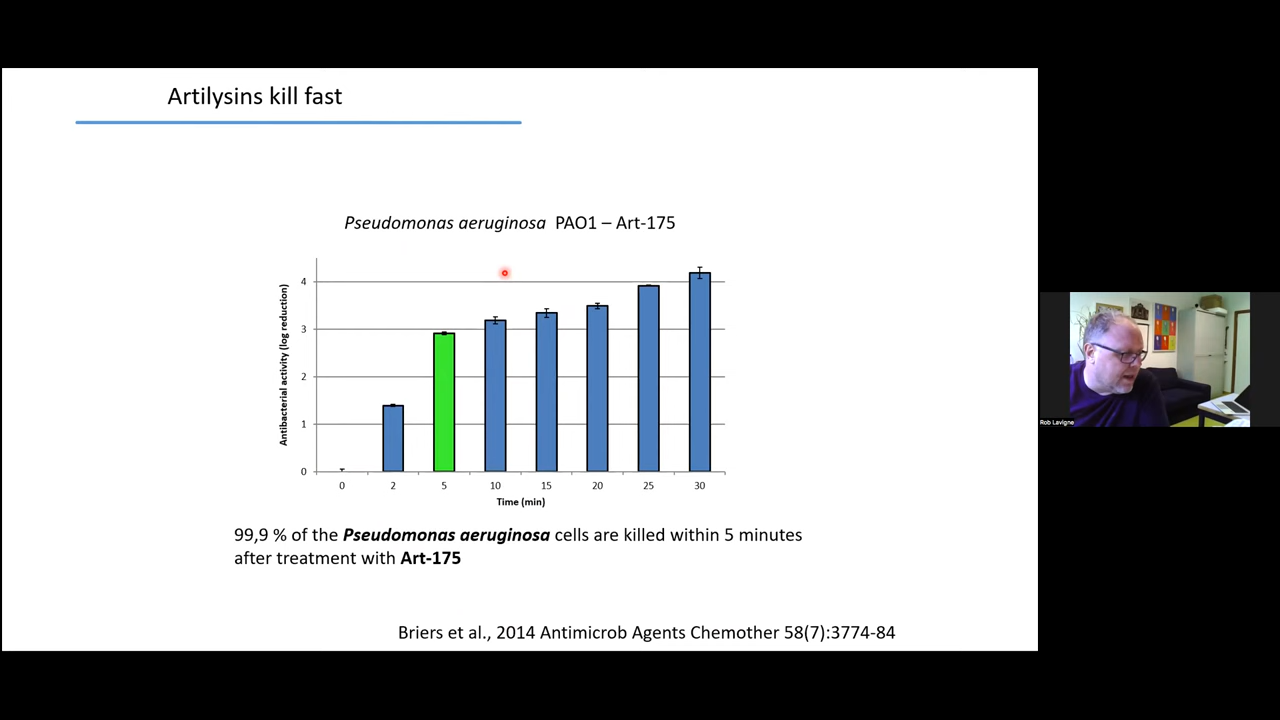 Artilysins kill fast
Pseudomonas aeruginosa PAO1 – Art-175
Antibacterial activity (log reduction)
4
3
2
1
0
0 2 5 10 15 20 25 30
Time (min)
99,9 % of the Pseudomonas aeruginosa cells are killed within 5 minutes
after treatment with Art-175
Briers et al., 2014 Antimicrob Agents Chemother 58(7):3774-84
Rob Lavigne